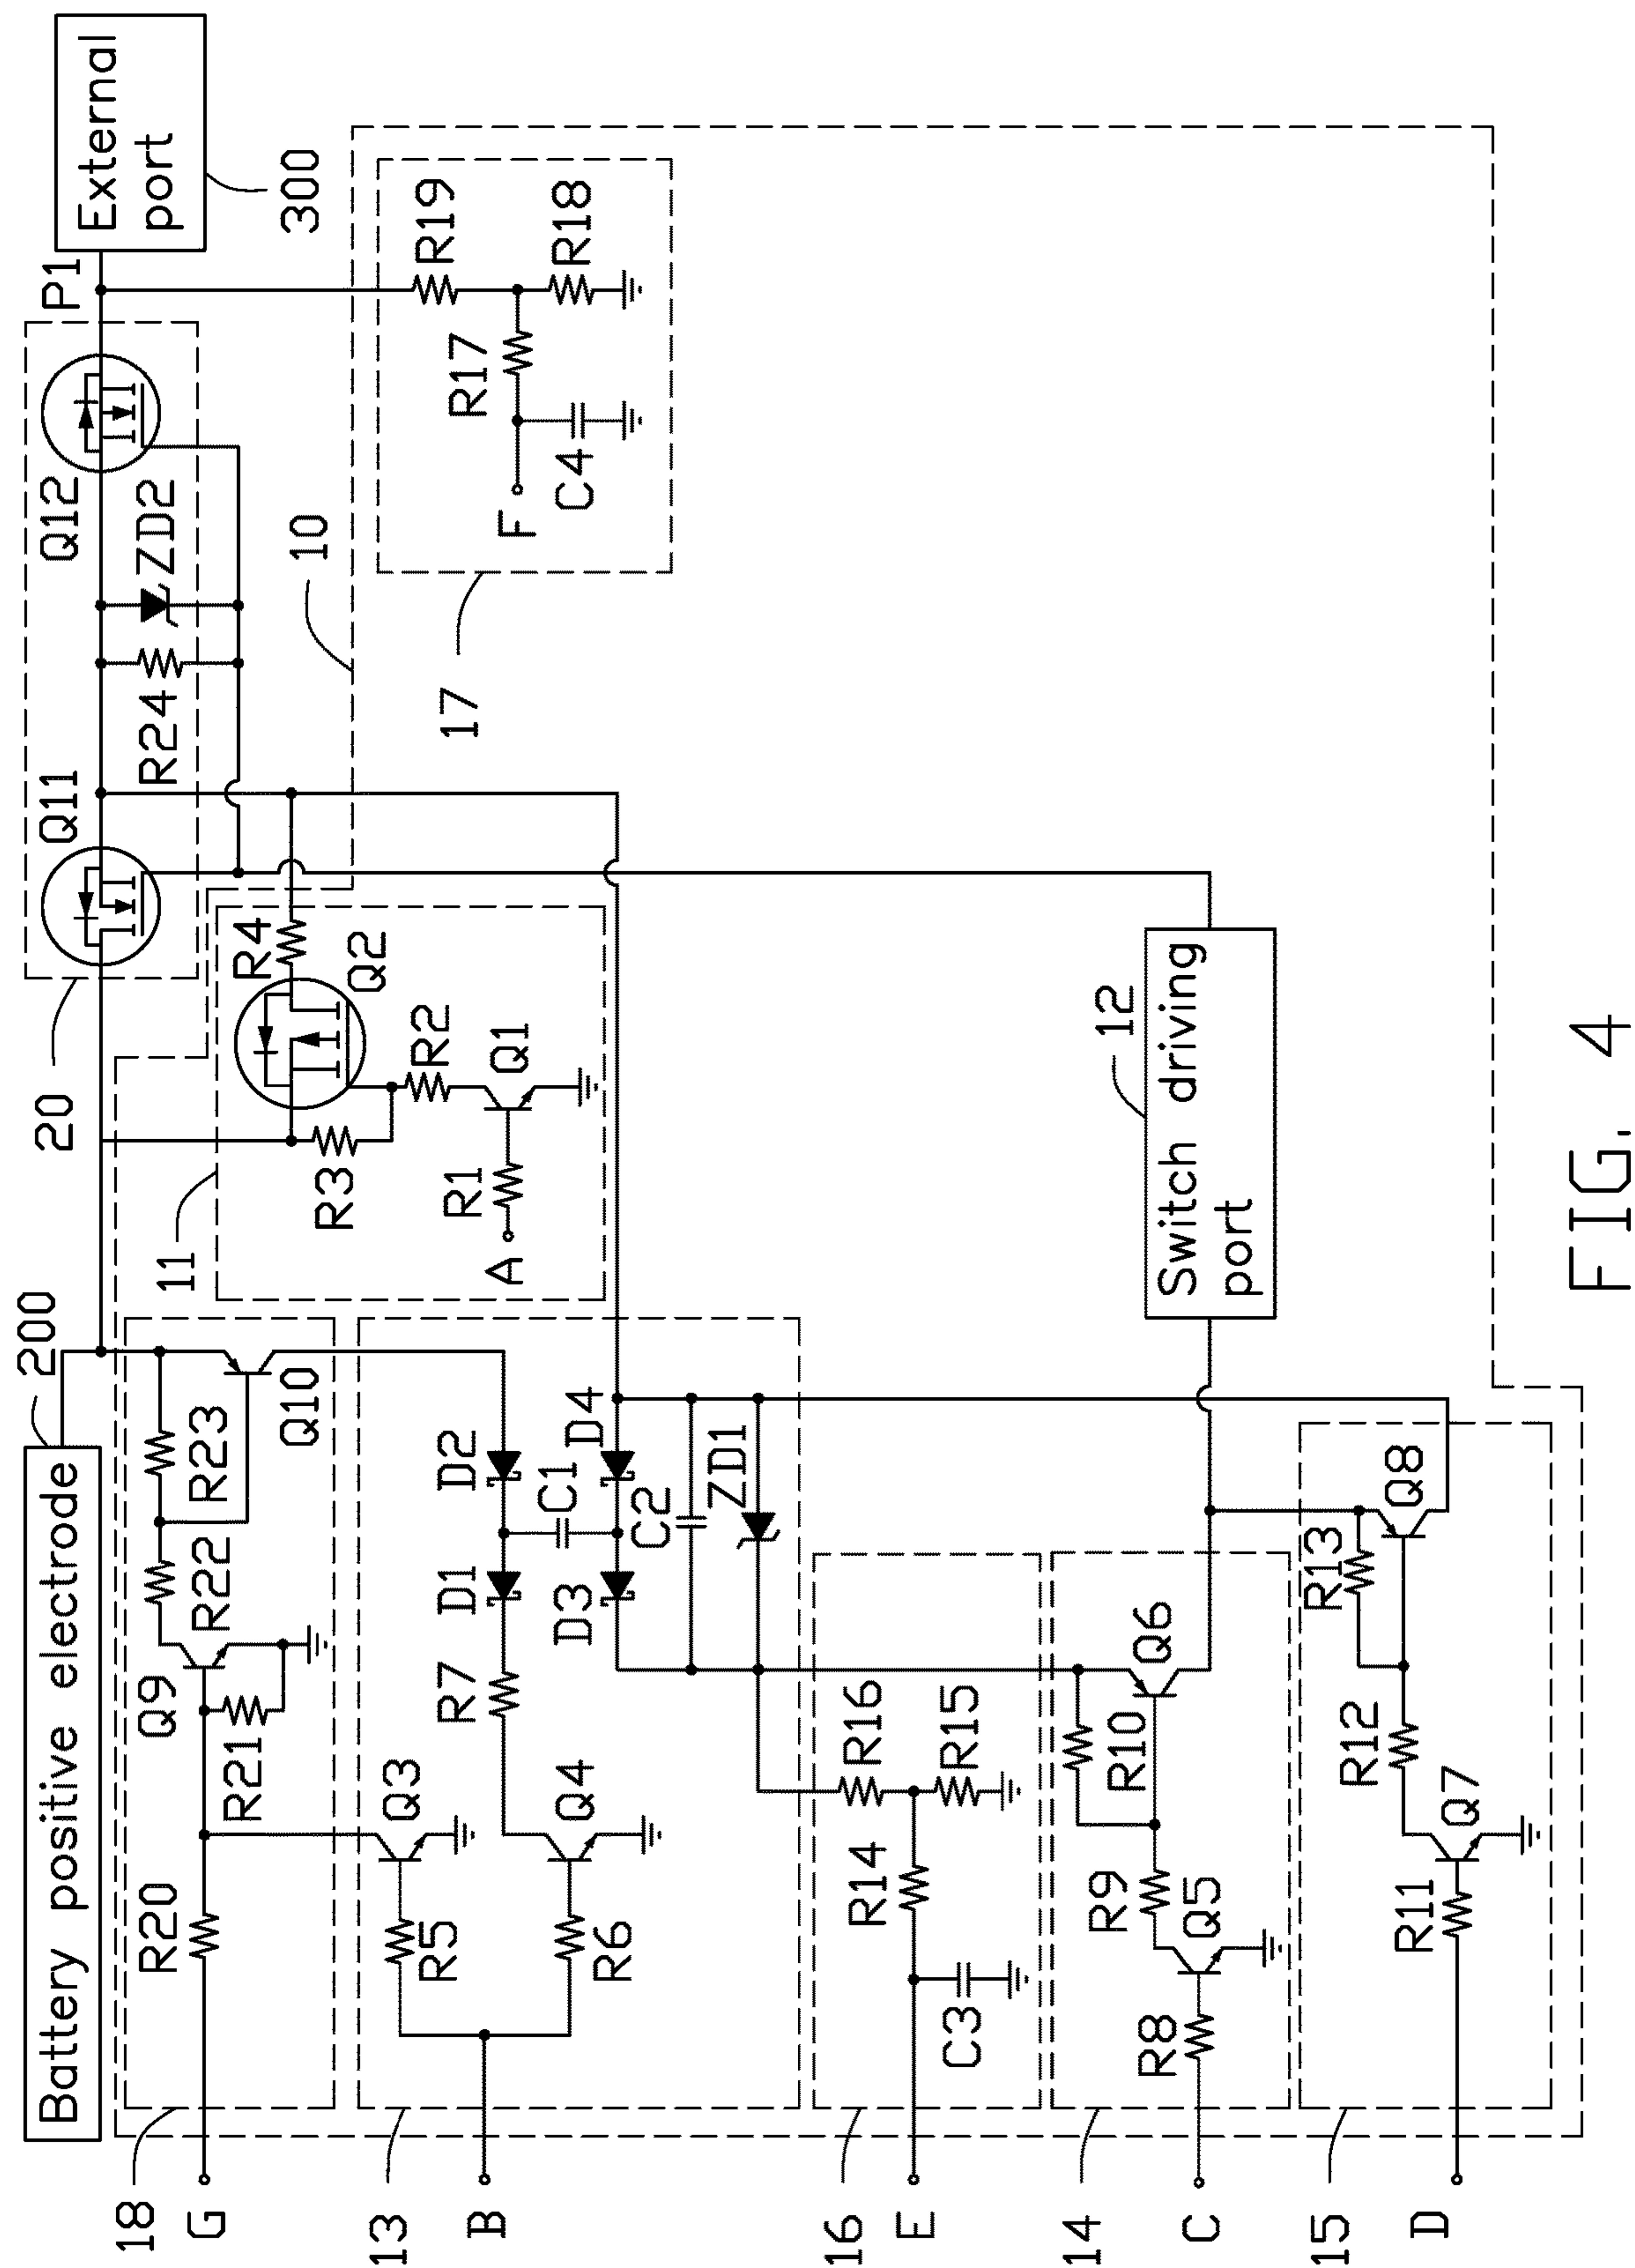 Battery positive electrode
200
20
Q11
Q12
P1
External
port
300
R24
ZD2
10
18
G
R20
Q9
R21
R22
R23
Q10
11
R3
R4
Q2
R2
R1
Q1
A
17
F
R17
C4
R19
R18
13
B
R5
Q3
R6
Q4
R7
D1
D2
C1
D3
D4
C2
ZD1
16
E
C3
R14
R16
R15
12
Switch driving
port
14
C
R8
R9
Q5
R10
Q6
15
D
R11
Q7
R12
R13
Q8
FIG. 4